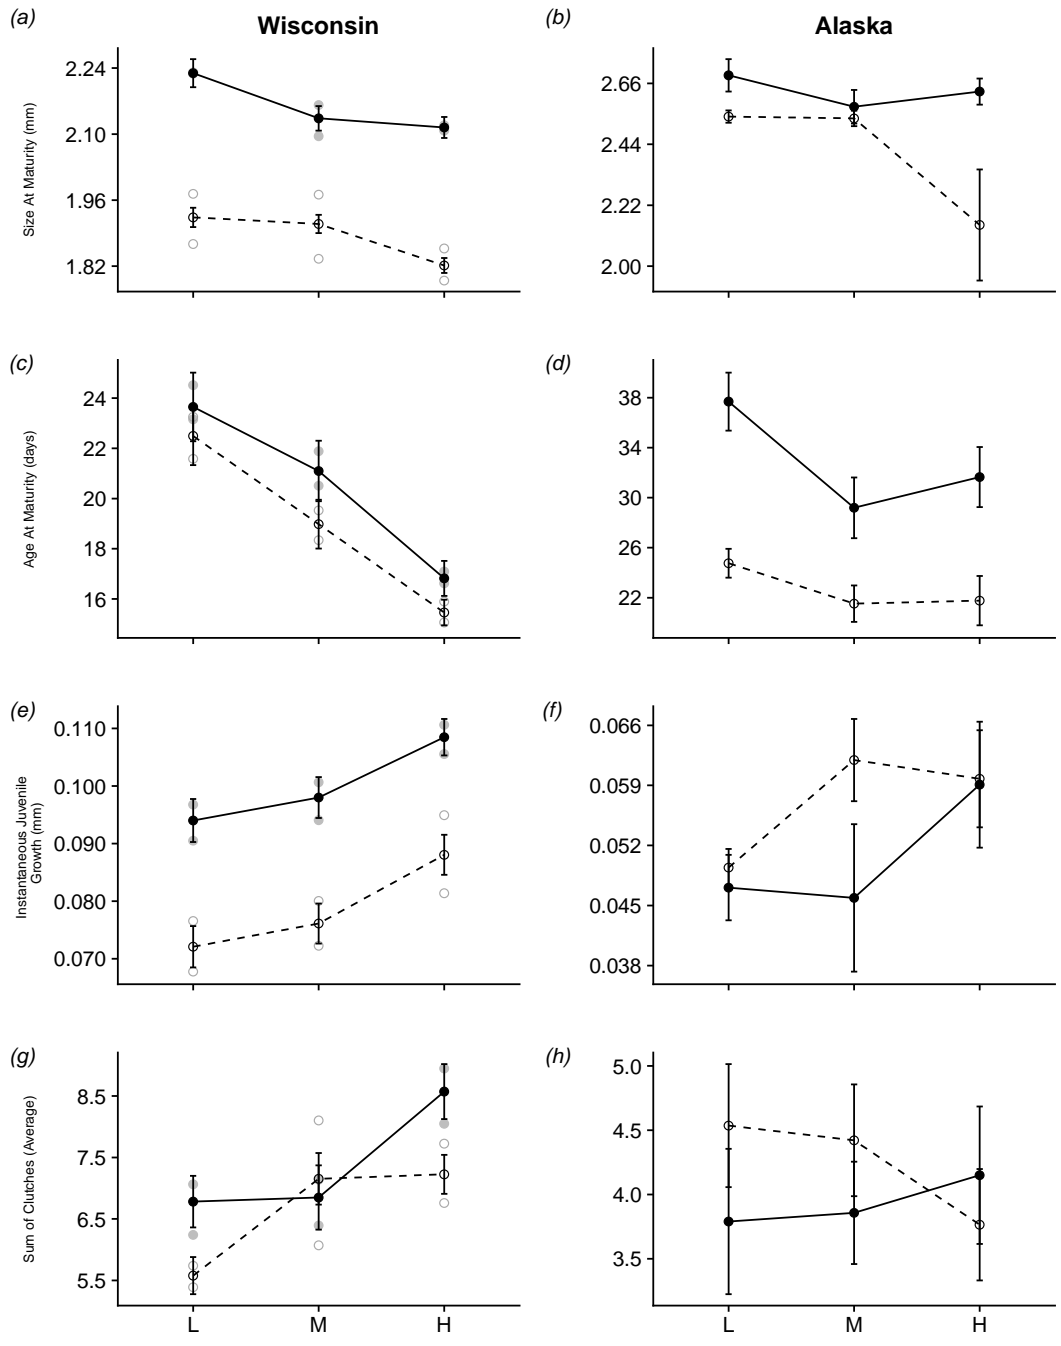 (a)
Wisconsin
(b)
Alaska
Size At Maturity (mm)
2.24
2.10
1.96
1.82
2.66
2.44
2.22
2.00
(c)
(d)
Age At Maturity (days)
24
22
20
18
16
38
34
30
26
22
(e)
(f)
Instantaneous Juvenile
Growth (mm)
0.110
0.100
0.090
0.080
0.070
0.066
0.059
0.052
0.045
0.038
(g)
(h)
Sum of Clutches (Average)
8.5
7.5
6.5
5.5
5.0
4.5
4.0
3.5
L M H
L M H